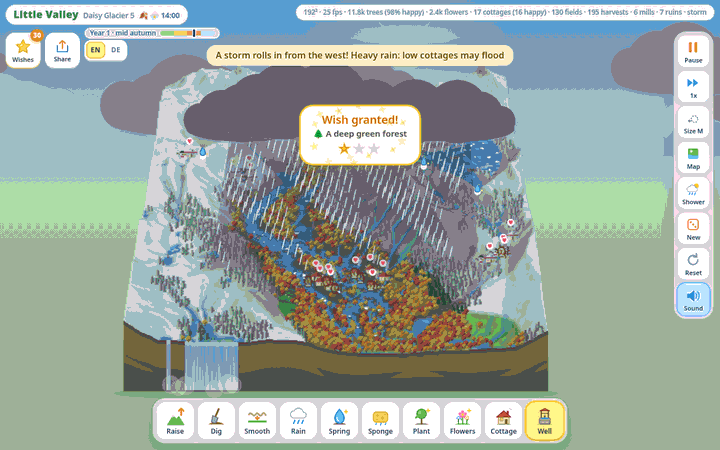 Little Valley Daisy Glacier 5 14:00
192² · 25 fps · 11.8k trees (98% happy) · 2.4k flowers · 17 cottages (16 happy) · 130 fields · 195 harvests · 6 mills · 7 ruins · storm
Year 1 · mid autumn
30
Wishes
Share
EN DE
A storm rolls in from the west! Heavy rain: low cottages may flood
Wish granted!
A deep green forest
Pause
1x
Size M
Map
Shower
New
Reset
Sound
Raise Dig Smooth Rain Spring Sponge Plant Flowers Cottage Well